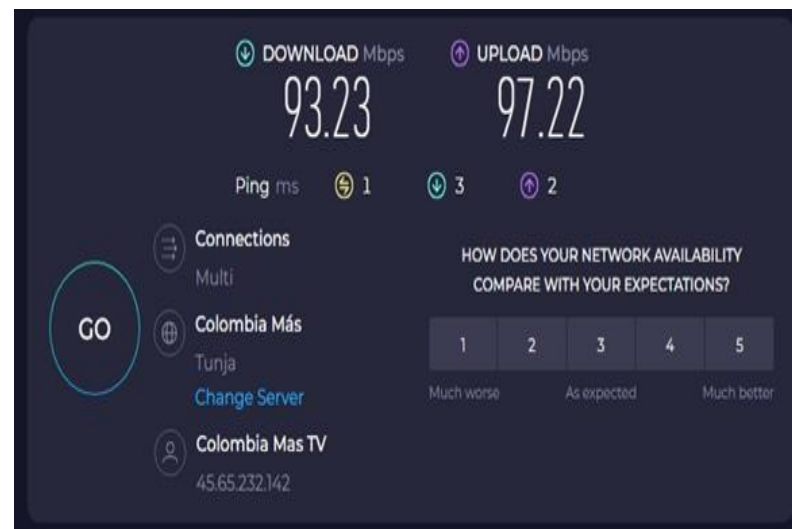 DOWNLOAD Mbps
93.23
UPLOAD Mbps
97.22
Ping ms 1 3 2
Connections
Multi
Colombia Más
Tunja
Change Server
Colombia Mas TV
45.65.232.142
GO
HOW DOES YOUR NETWORK AVAILABILITY
COMPARE WITH YOUR EXPECTATIONS?
1 2 3 4 5
Much worse As expected Much better